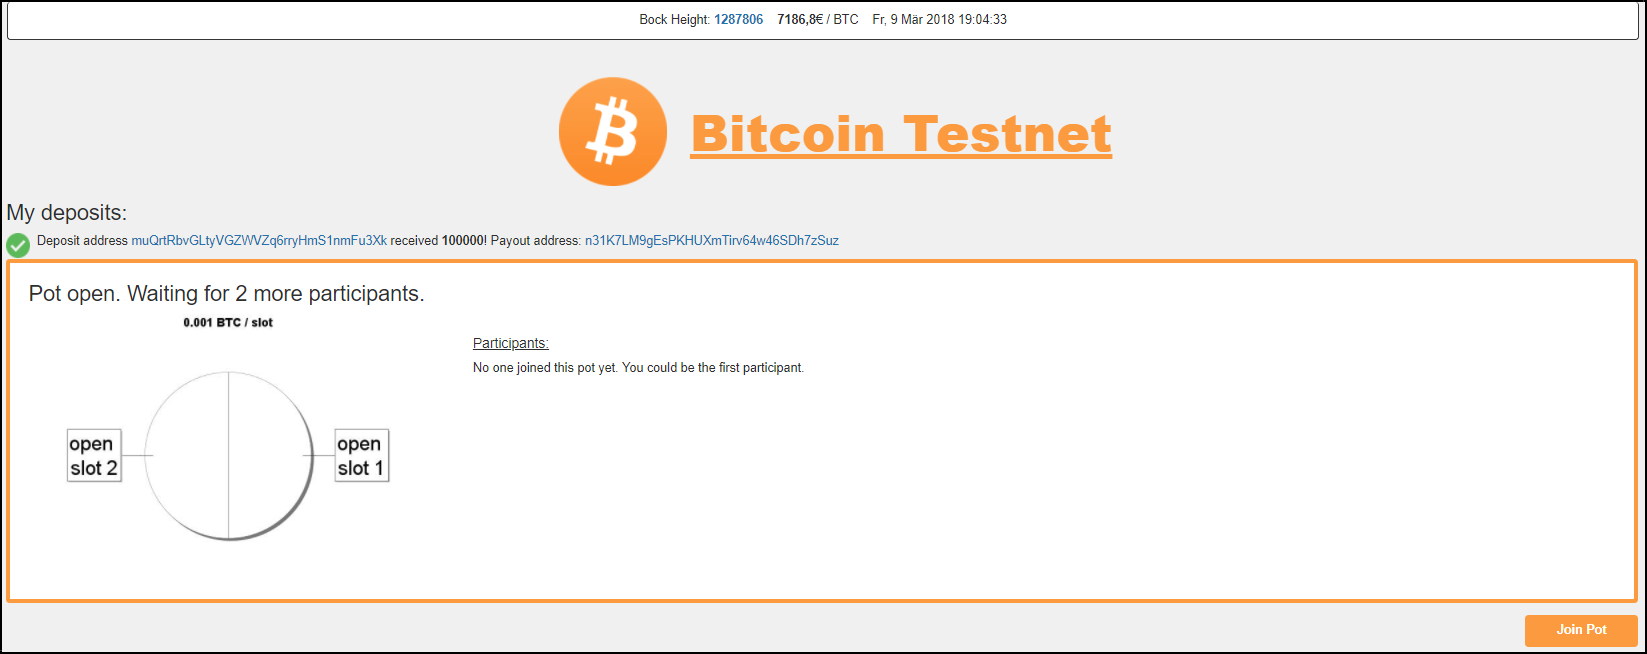 Bock Height: 1287806 7186,8€ / BTC Fr, 9 Mär 2018 19:04:33
Bitcoin Testnet
My deposits:
Deposit address muQrtRbvGLtyVGZWVZq6rryHmS1nmFu3Xk received 100000! Payout address: n31K7LM9gEsPKHUXmTirv64w46SDh7zSuz
Pot open. Waiting for 2 more participants.
0.001 BTC / slot
Participants:
No one joined this pot yet. You could be the first participant.
open
slot 2
open
slot 1
Join Pot